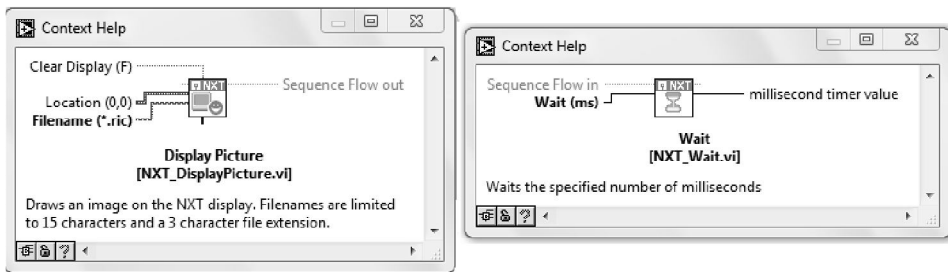 Context Help
Clear Display (F)
Sequence Flow out
Location (0,0)
Filename (*.ric)
NXT
Display Picture
[NXT_DisplayPicture.vi]
Draws an image on the NXT display. Filenames are limited
to 15 characters and a 3 character file extension.
?
Context Help
Sequence Flow in
Wait (ms)
NXT
millisecond timer value
Wait
[NXT_Wait.vi]
Waits the specified number of milliseconds
?